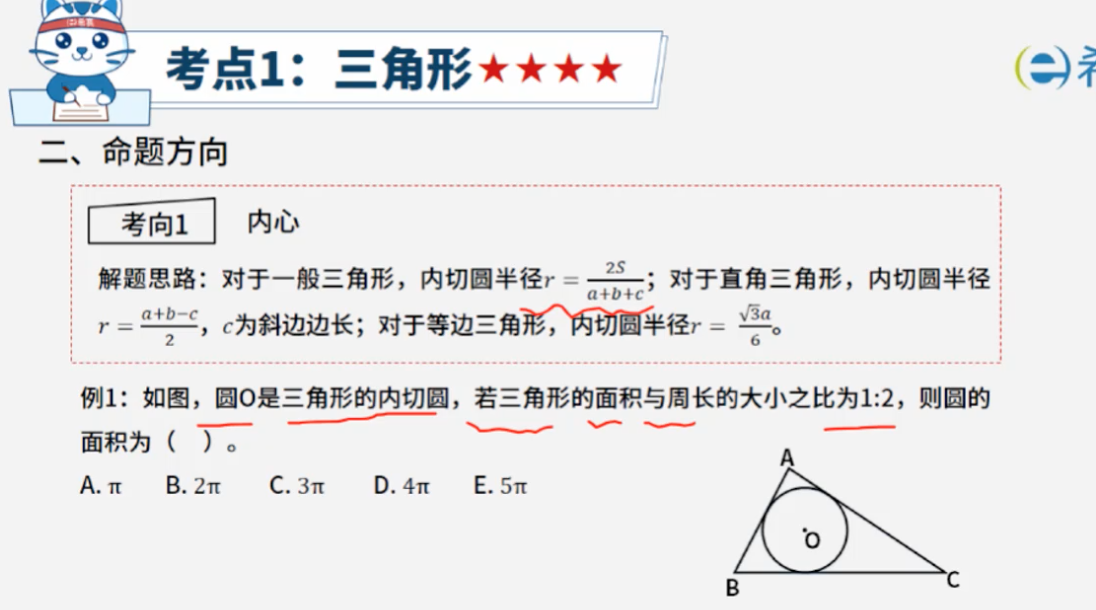 考点1：三角形★★★★
二、命题方向
考向1 内心
解题思路：对于一般三角形，内切圆半径r = 2S/(a+b+c)；对于直角三角形，内切圆半径
r = (a+b−c)/2，c为斜边边长；对于等边三角形，内切圆半径r = √3a/6。
例1：如图，圆O是三角形的内切圆，若三角形的面积与周长的大小之比为1:2，则圆的
面积为（ ）。
A. π B. 2π C. 3π D. 4π E. 5π
A
O
B
C